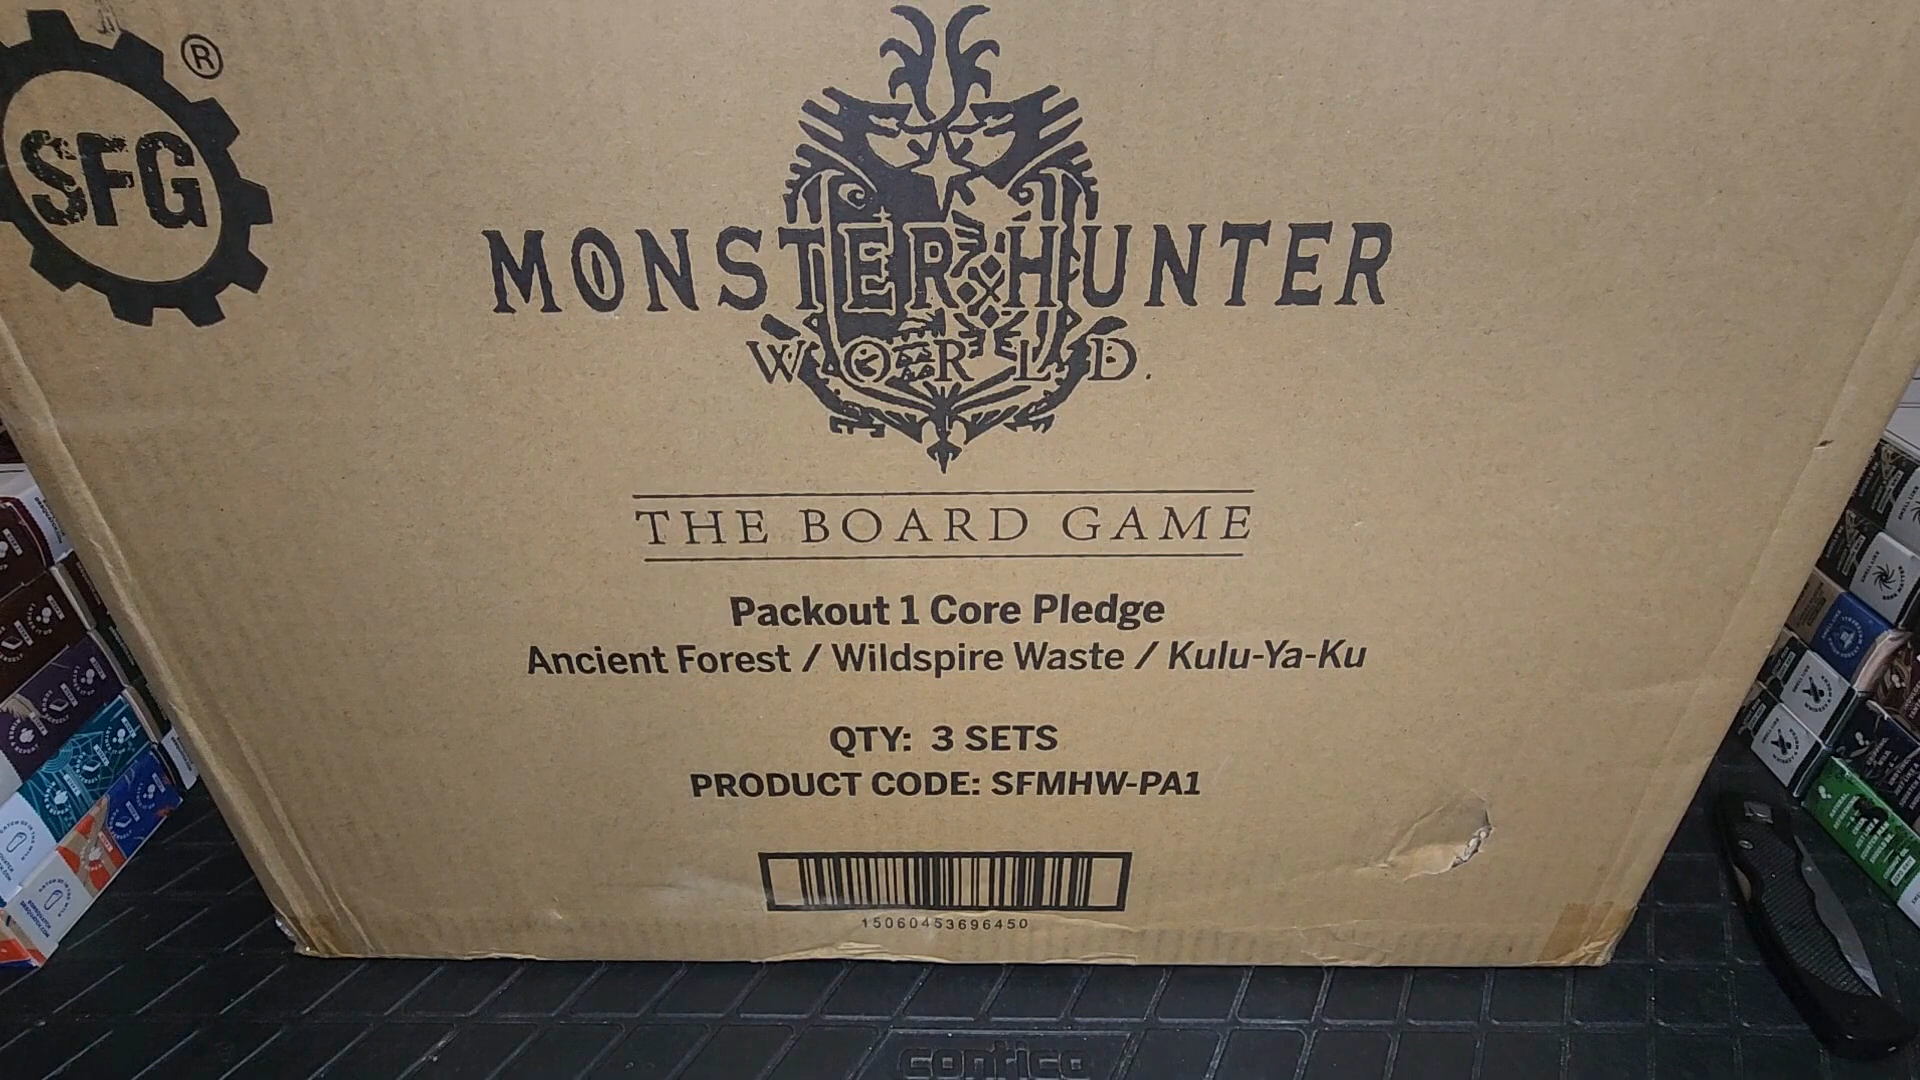 SFG
®
MONSTER HUNTER
WORLD.
THE BOARD GAME
Packout 1 Core Pledge
Ancient Forest / Wildspire Waste / Kulu-Ya-Ku
QTY: 3 SETS
PRODUCT CODE: SFMHW-PA1
15060453696450
contico